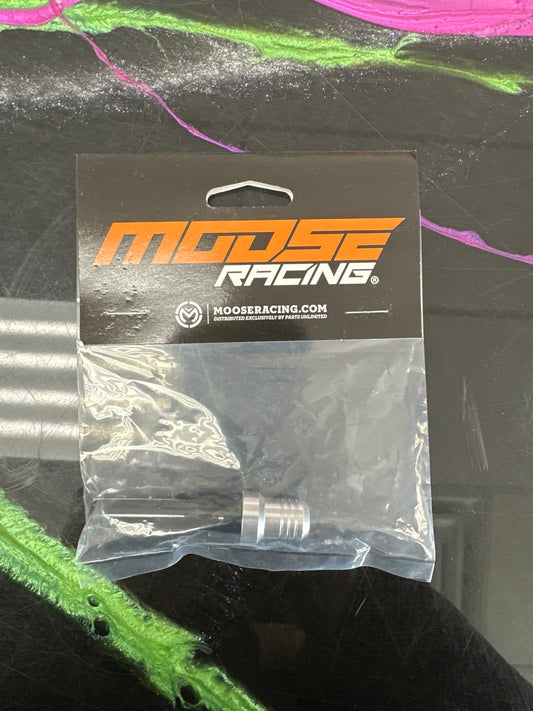 MOOSE
RACING®
MOOSERACING.COM
DISTRIBUTED EXCLUSIVELY BY PARTS UNLIMITED